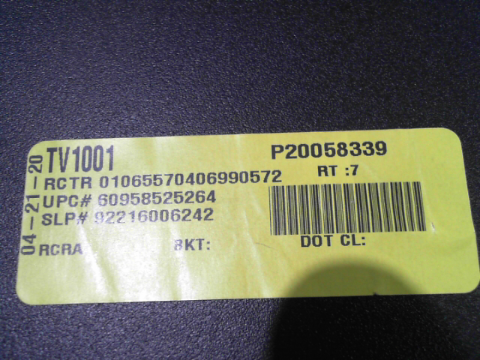 04-21-20
TV1001
P20058339
RCTR 01065570406990572
RT :7
UPC# 60958525264
SLP# 92216006242
RCRA
BKT:
DOT CL: